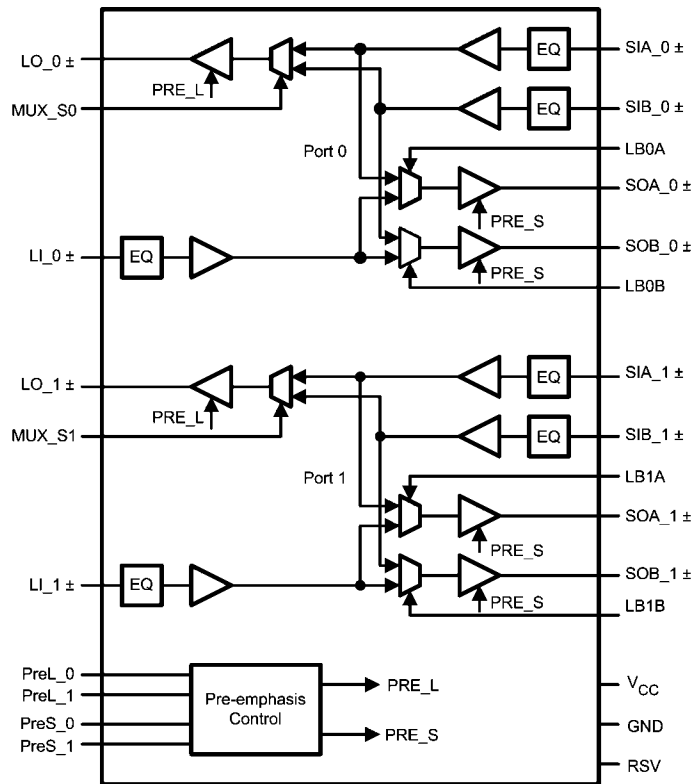 LO_0 ±
EQ
SIA_0 ±
PRE_L
MUX_S0
EQ
SIB_0 ±
Port 0
LB0A
SOA_0 ±
PRE_S
LI_0 ±
EQ
SOB_0 ±
PRE_S
LB0B
LO_1 ±
EQ
SIA_1 ±
PRE_L
MUX_S1
EQ
SIB_1 ±
Port 1
LB1A
SOA_1 ±
PRE_S
LI_1 ±
EQ
SOB_1 ±
PRE_S
LB1B
PreL_0
PreL_1
PreS_0
PreS_1
Pre-emphasis
Control
PRE_L
PRE_S
VCC
GND
RSV